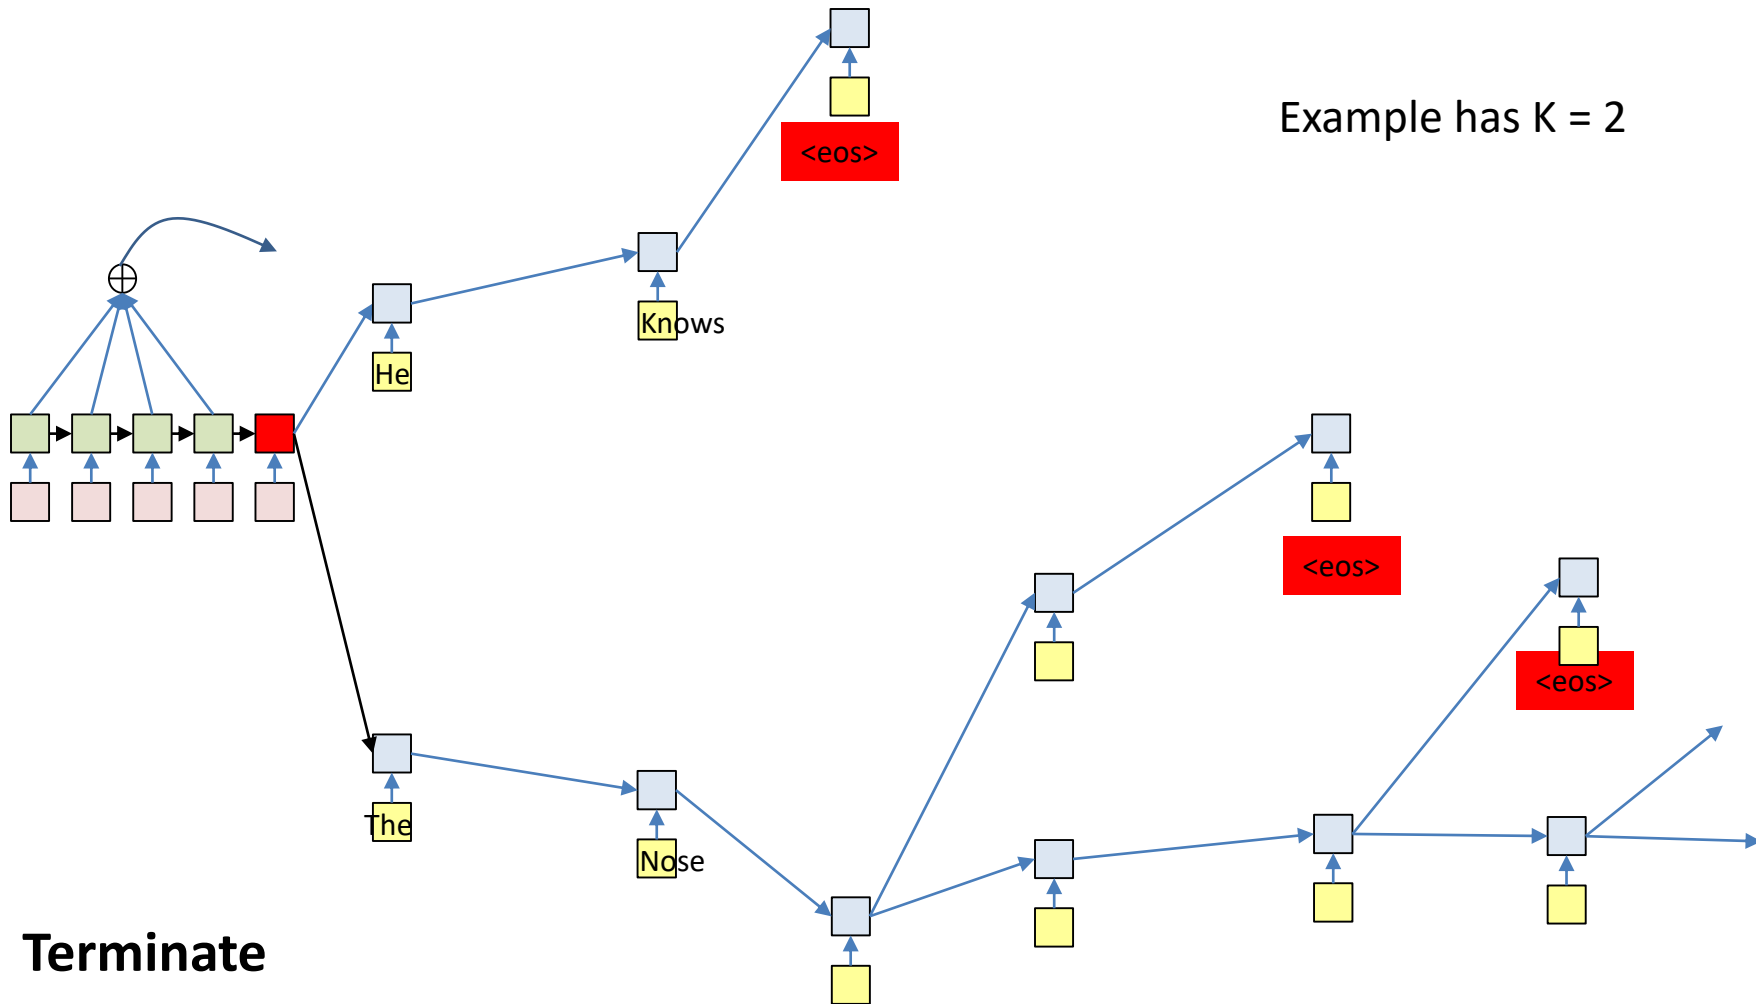 Example has K = 2
<eos>
Knows
He
<eos>
<eos>
The
Nose
Terminate